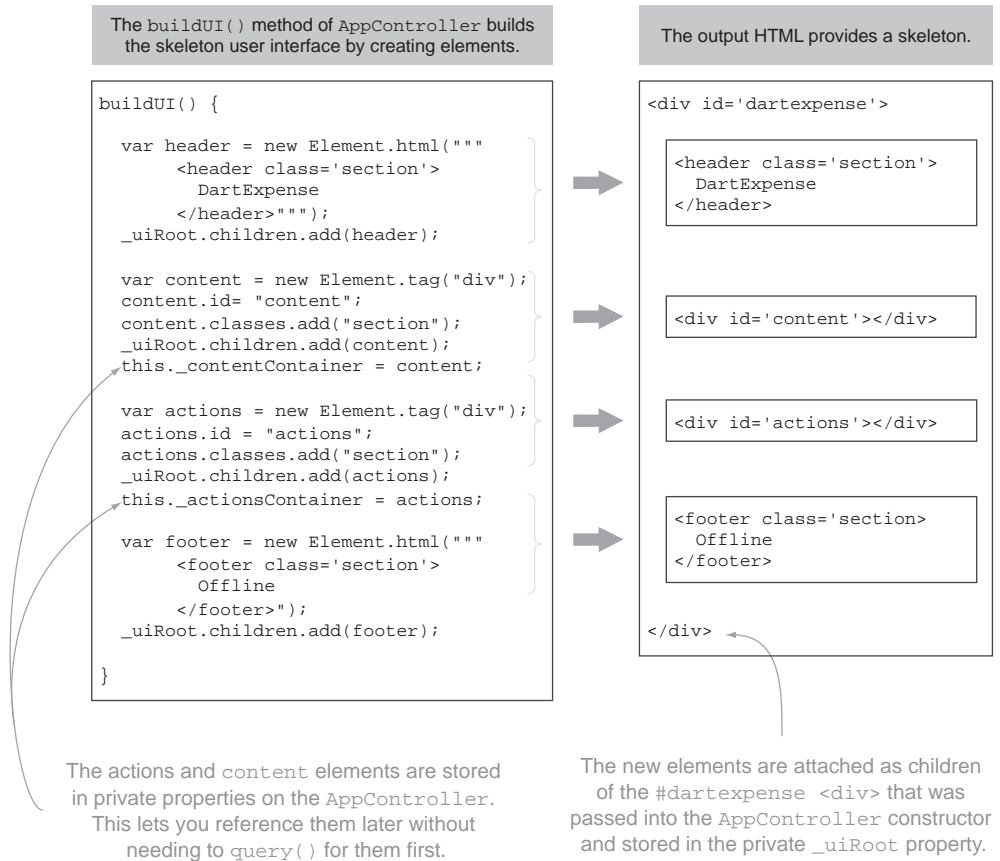 The buildUI() method of AppController builds
the skeleton user interface by creating elements.
The output HTML provides a skeleton.
buildUI() {
var header = new Element.html("""
<header class='section'>
DartExpense
</header>""");
_uiRoot.children.add(header);
var content = new Element.tag("div");
content.id= "content";
content.classes.add("section");
_uiRoot.children.add(content);
this._contentContainer = content;
var actions = new Element.tag("div");
actions.id = "actions";
actions.classes.add("section");
_uiRoot.children.add(actions);
this._actionsContainer = actions;
var footer = new Element.html("""
<footer class='section'>
Offline
</footer>");
_uiRoot.children.add(footer);
}
<div id='dartexpense'>
<header class='section'>
DartExpense
</header>
<div id='content'></div>
<div id='actions'></div>
<footer class='section>
Offline
</footer>
</div>
The actions and content elements are stored
in private properties on the AppController.
This lets you reference them later without
needing to query() for them first.
The new elements are attached as children
of the #dartexpense <div> that was
passed into the AppController constructor
and stored in the private _uiRoot property.